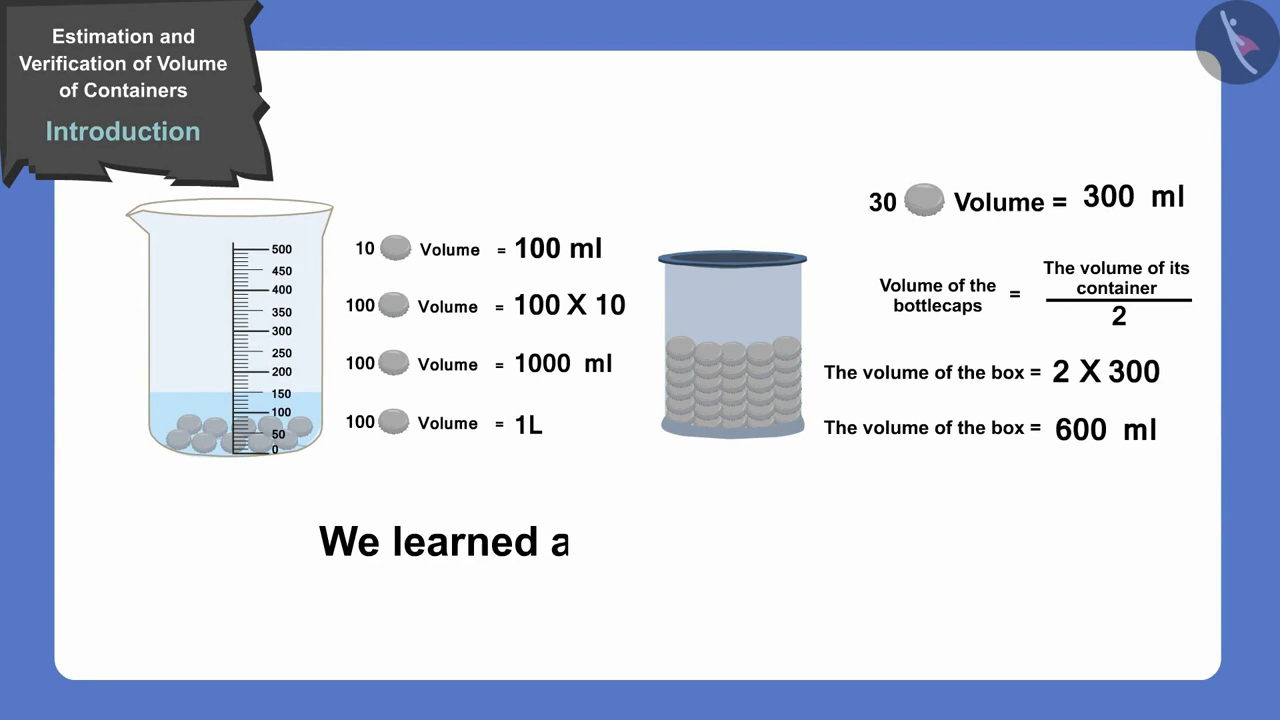 Estimation and
Verification of Volume
of Containers
Introduction
500
450
400
350
300
250
200
150
100
50
0
10 Volume = 100 ml
100 Volume = 100 X 10
100 Volume = 1000 ml
100 Volume = 1L
30 Volume = 300 ml
Volume of the
bottlecaps
=
The volume of its
container
2
The volume of the box = 2 X 300
The volume of the box = 600 ml
We learned a